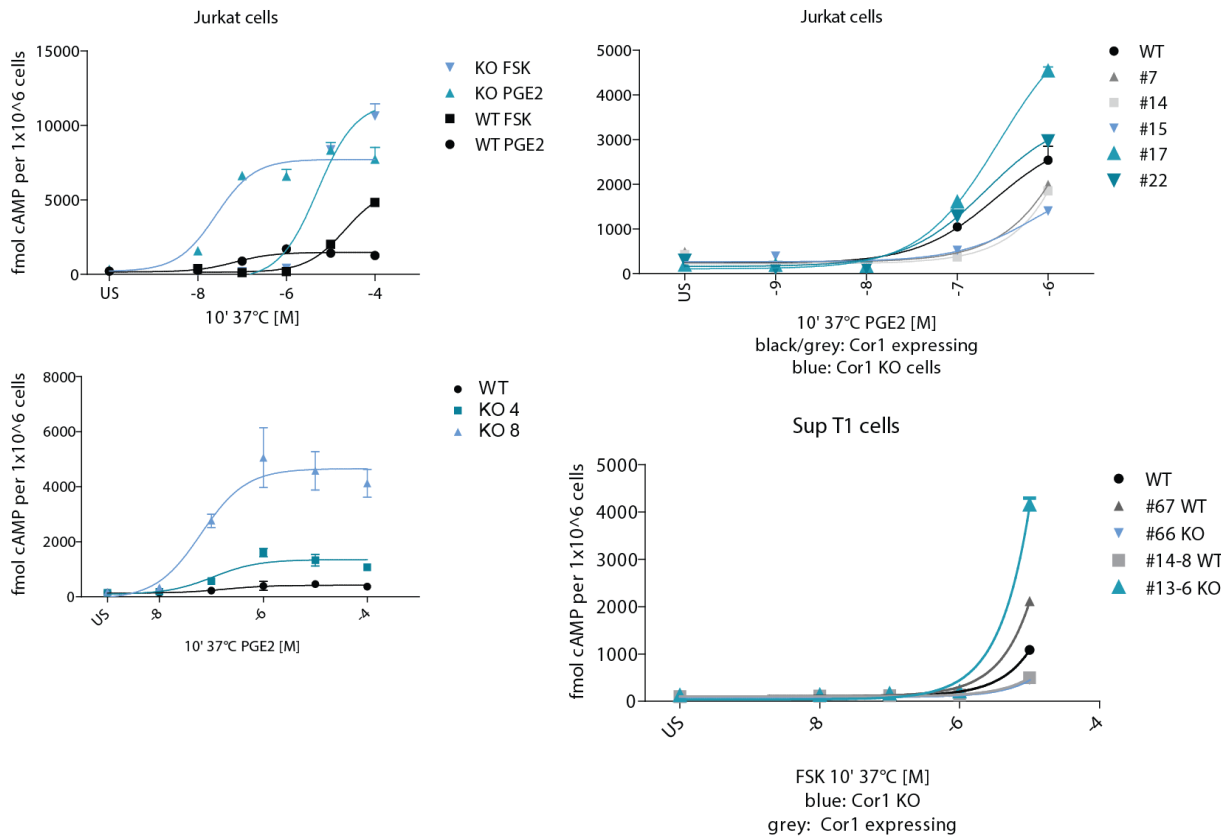 Jurkat cells
fmol cAMP per 1x10^6 cells
15000
10000
5000
0
US
-8
-6
-4
10' 37°C [M]
KO FSK
KO PGE2
WT FSK
WT PGE2
Jurkat cells
fmol cAMP per 1x10^6 cells
5000
4000
3000
2000
1000
0
US
-9
-8
-7
-6
10' 37°C PGE2 [M]
black/grey: Cor1 expressing
blue: Cor1 KO cells
WT
#7
#14
#15
#17
#22
fmol cAMP per 1x10^6 cells
8000
6000
4000
2000
0
US
-8
-6
-4
10' 37°C PGE2 [M]
WT
KO 4
KO 8
Sup T1 cells
fmol cAMP per 1x10^6 cells
5000
4000
3000
2000
1000
0
US
-8
-6
-4
FSK 10' 37°C [M]
blue: Cor1 KO
grey: Cor1 expressing
WT
#67 WT
#66 KO
#14-8 WT
#13-6 KO